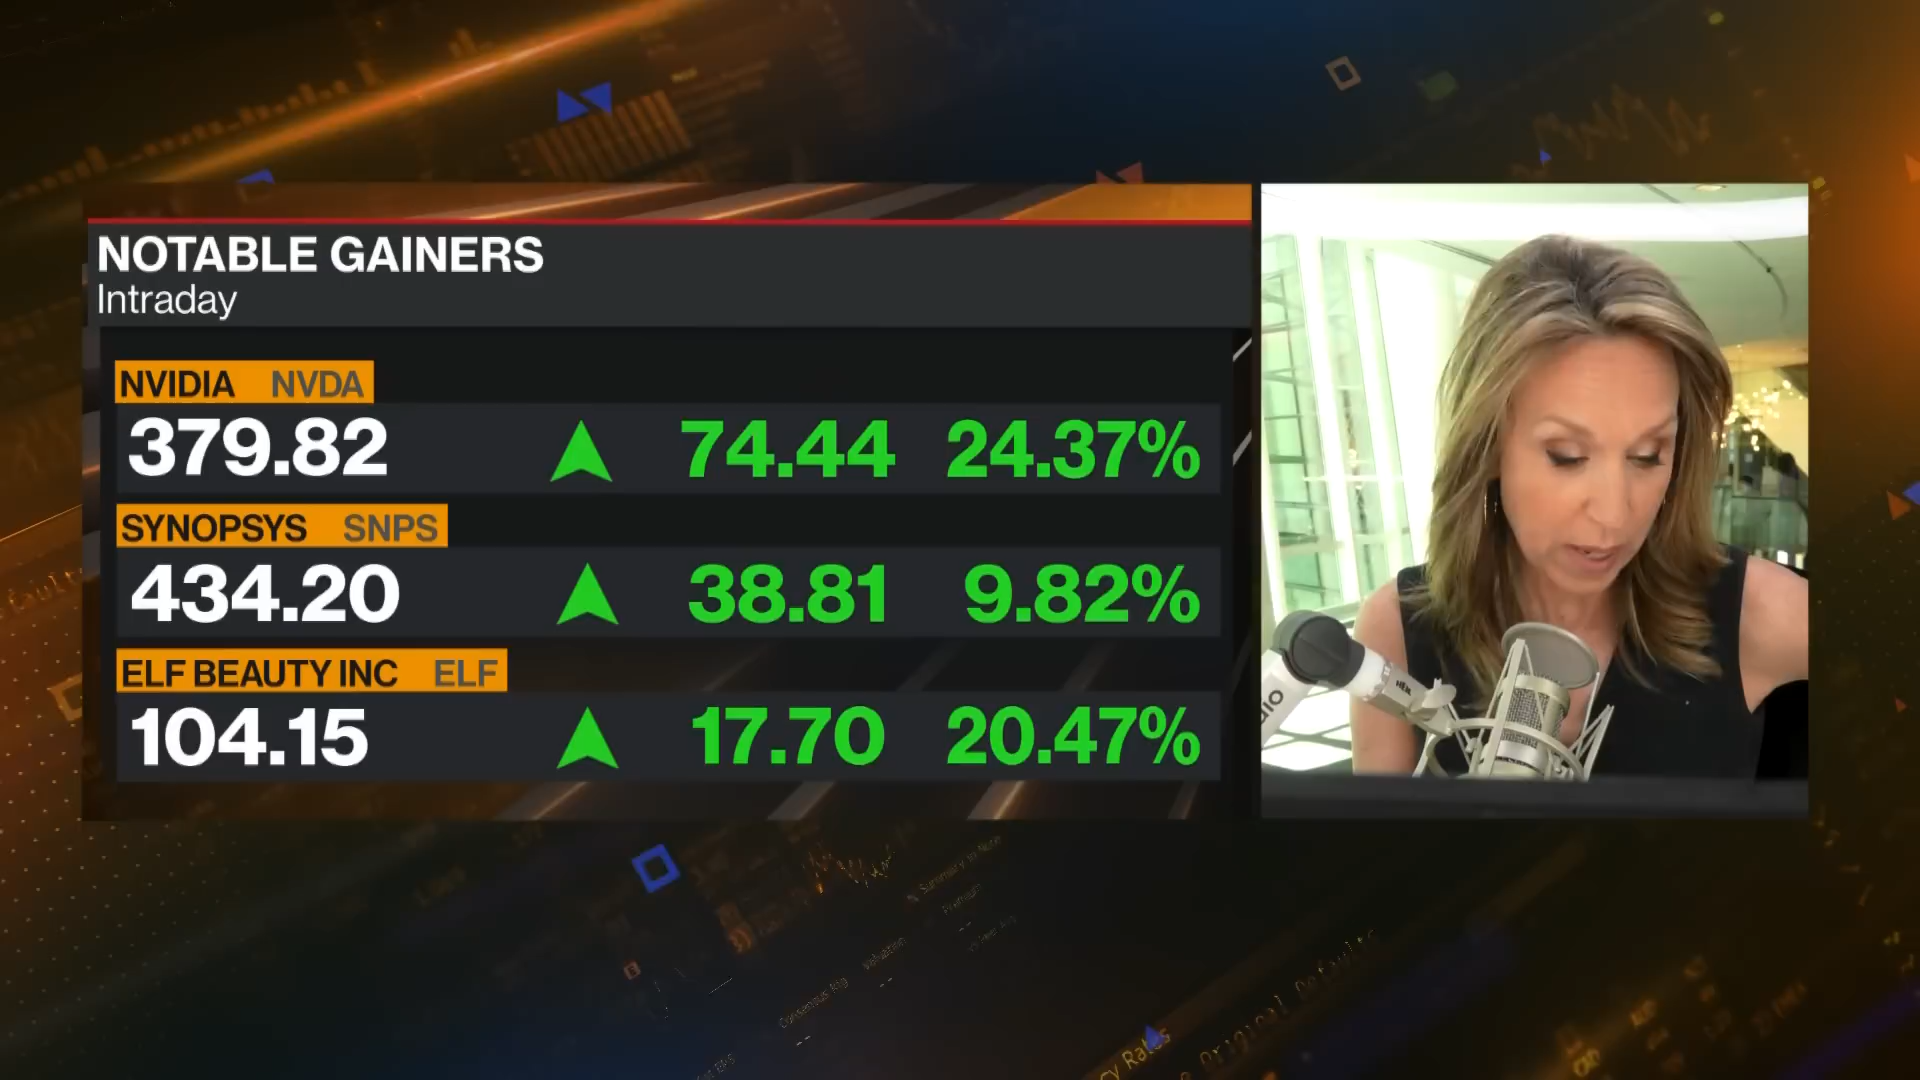 NOTABLE GAINERS
Intraday
NVIDIA NVDA
379.82 74.44 24.37%
SYNOPSYS SNPS
434.20 38.81 9.82%
ELF BEAUTY INC ELF
104.15 17.70 20.47%